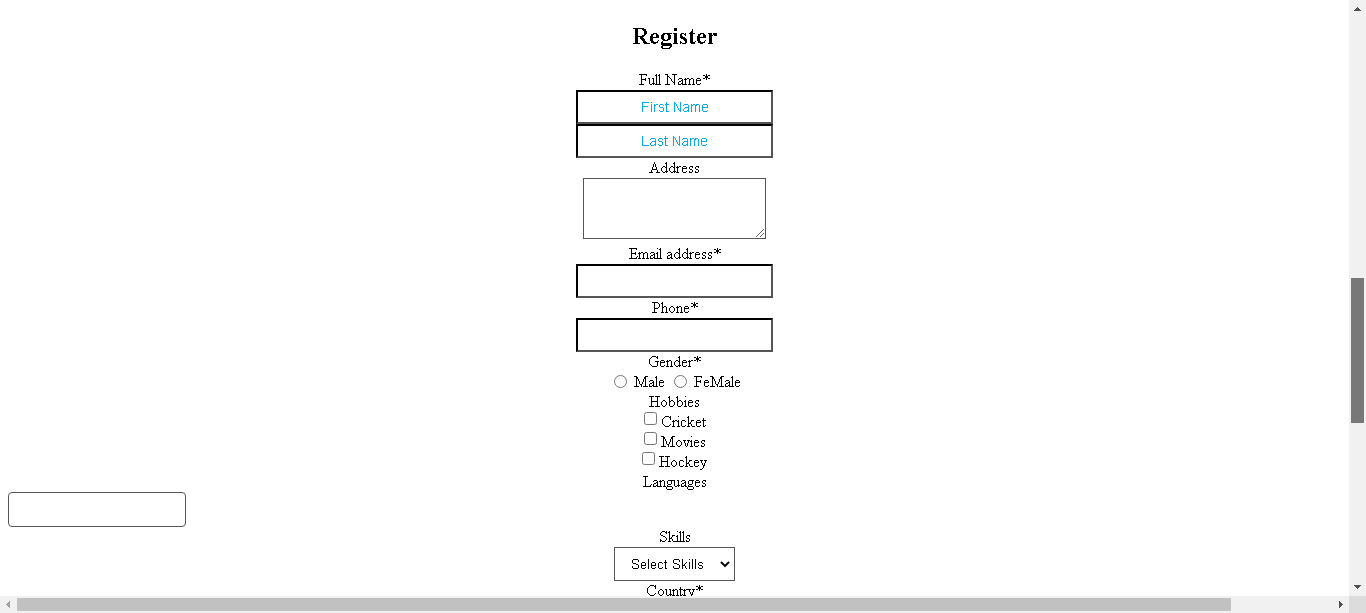 Register
Full Name*
First Name
Last Name
Address
Email address*
Phone*
Gender*
Male FeMale
Hobbies
Cricket
Movies
Hockey
Languages
Skills
Select Skills
Country*